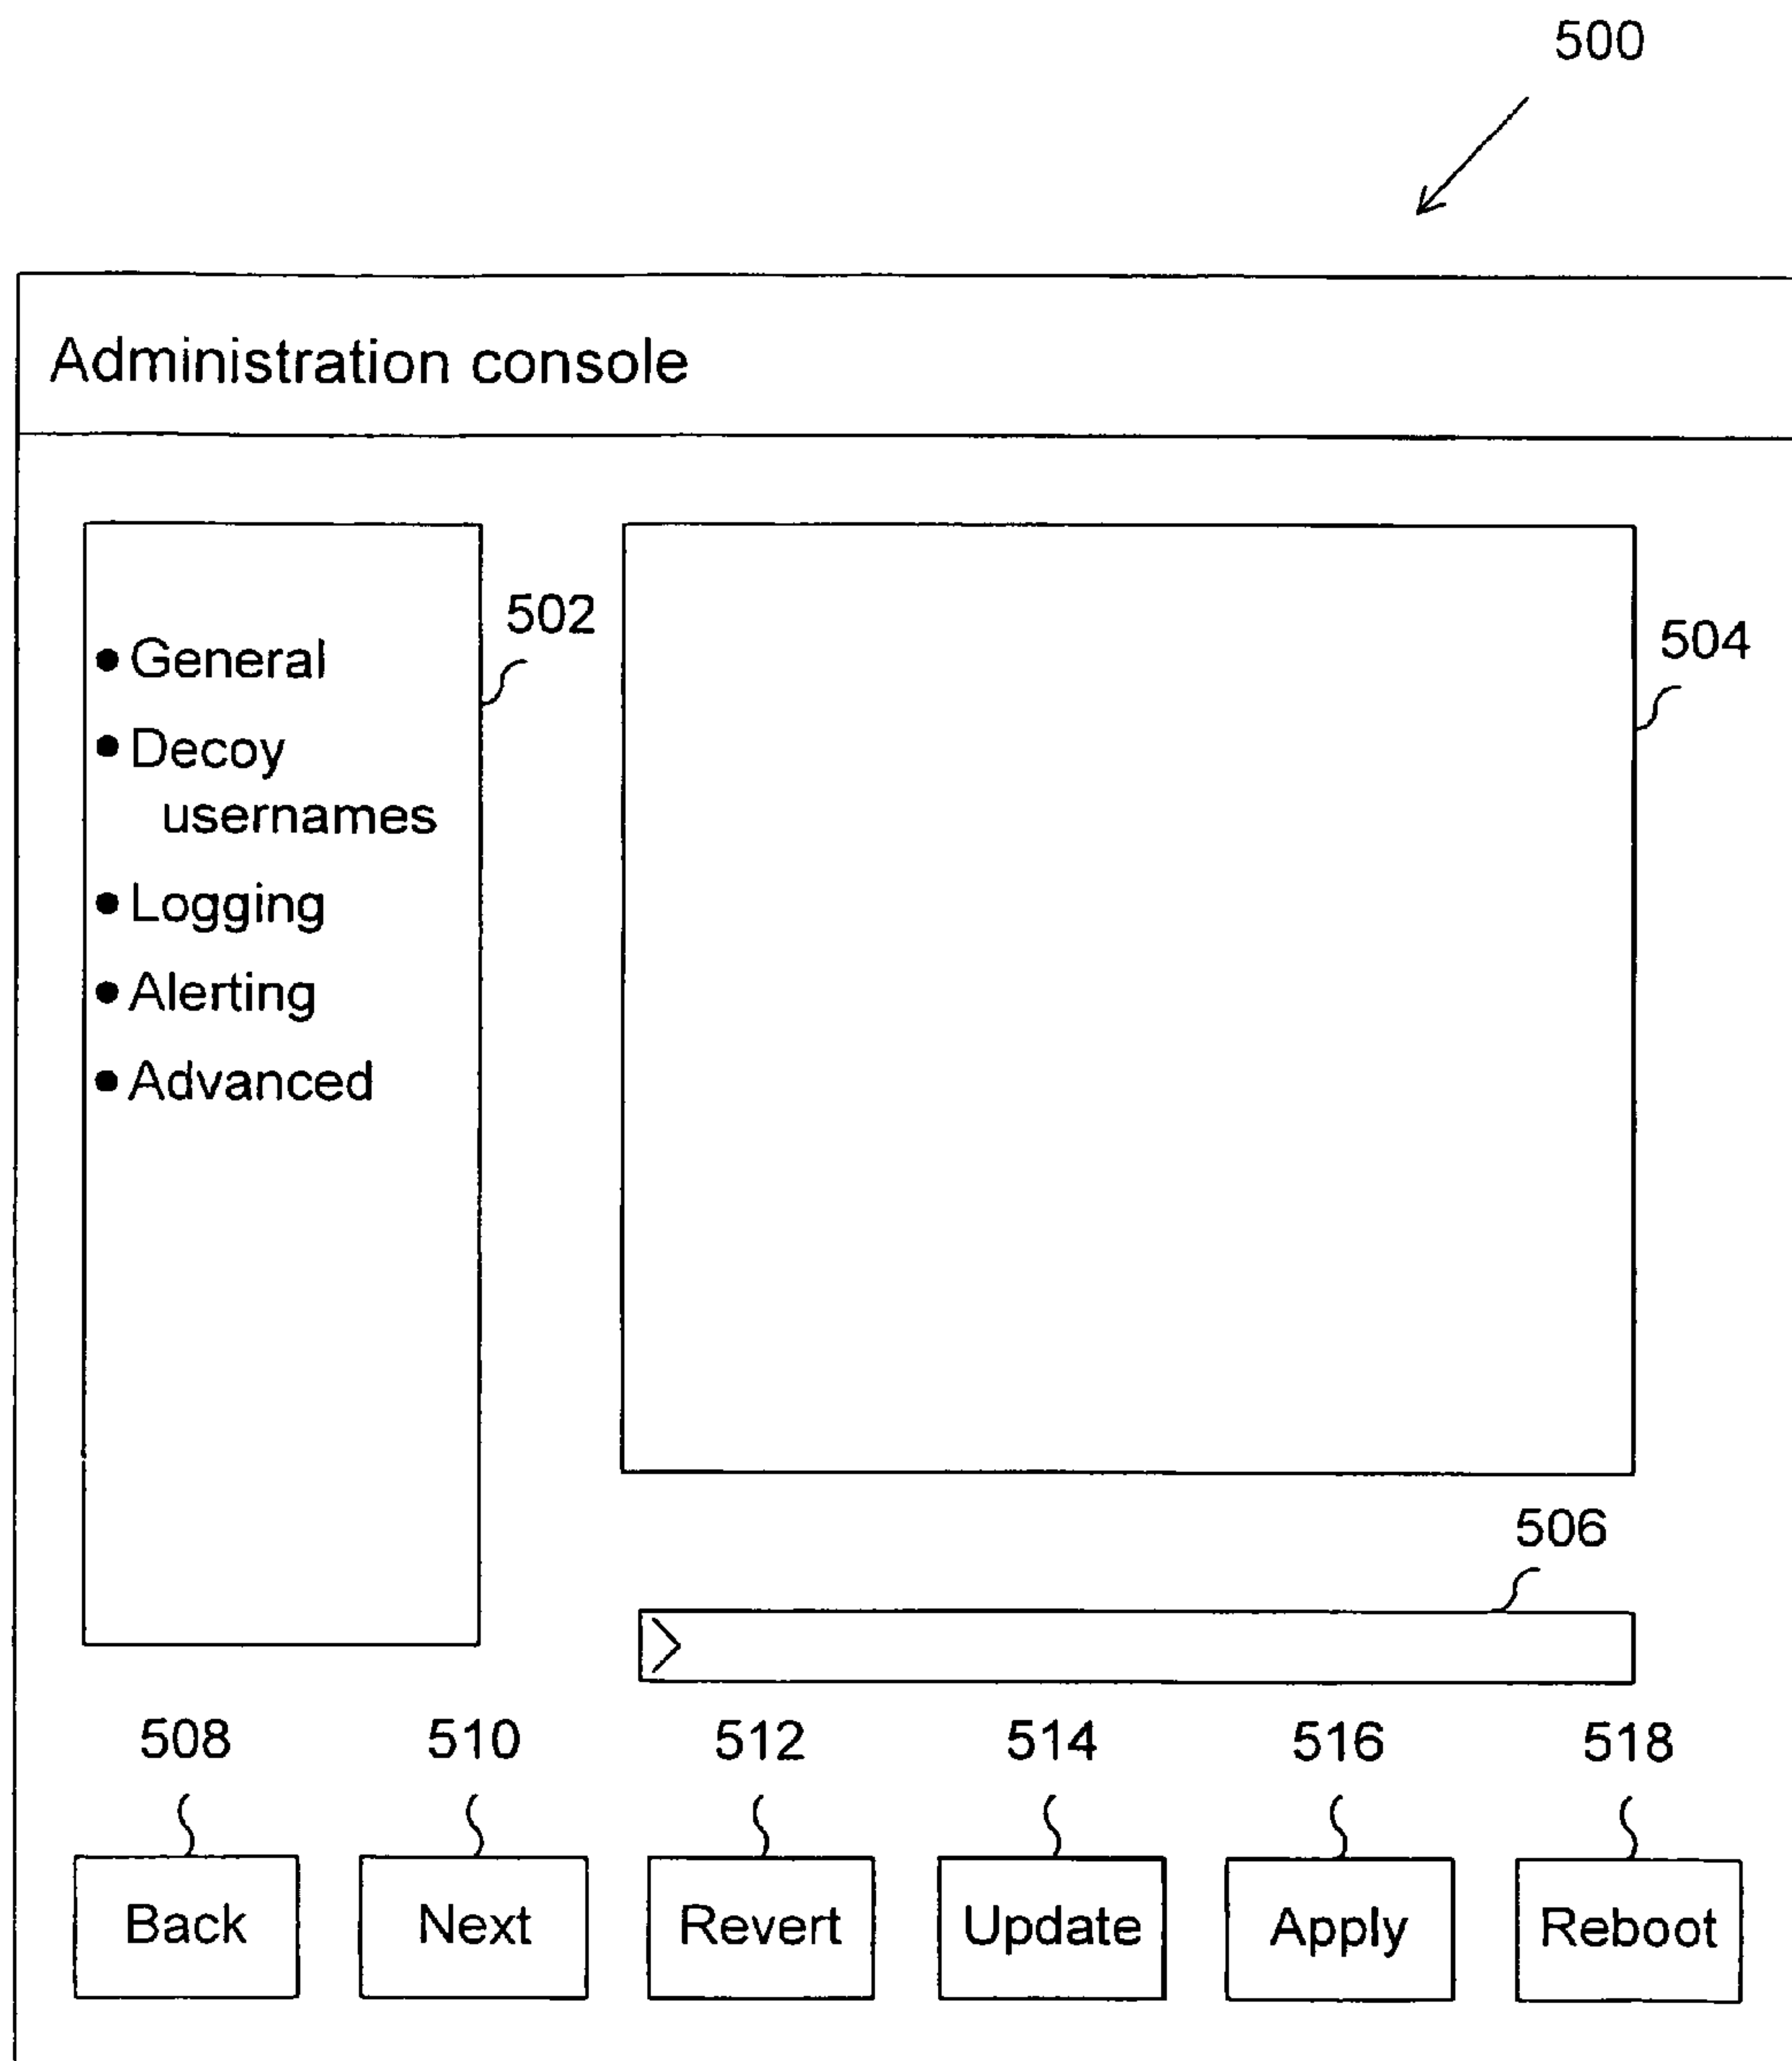 500
Administration console
502
504
• General
• Decoy
usernames
• Logging
• Alerting
• Advanced
506
>
508 510 512 514 516 518
Back Next Revert Update Apply Reboot